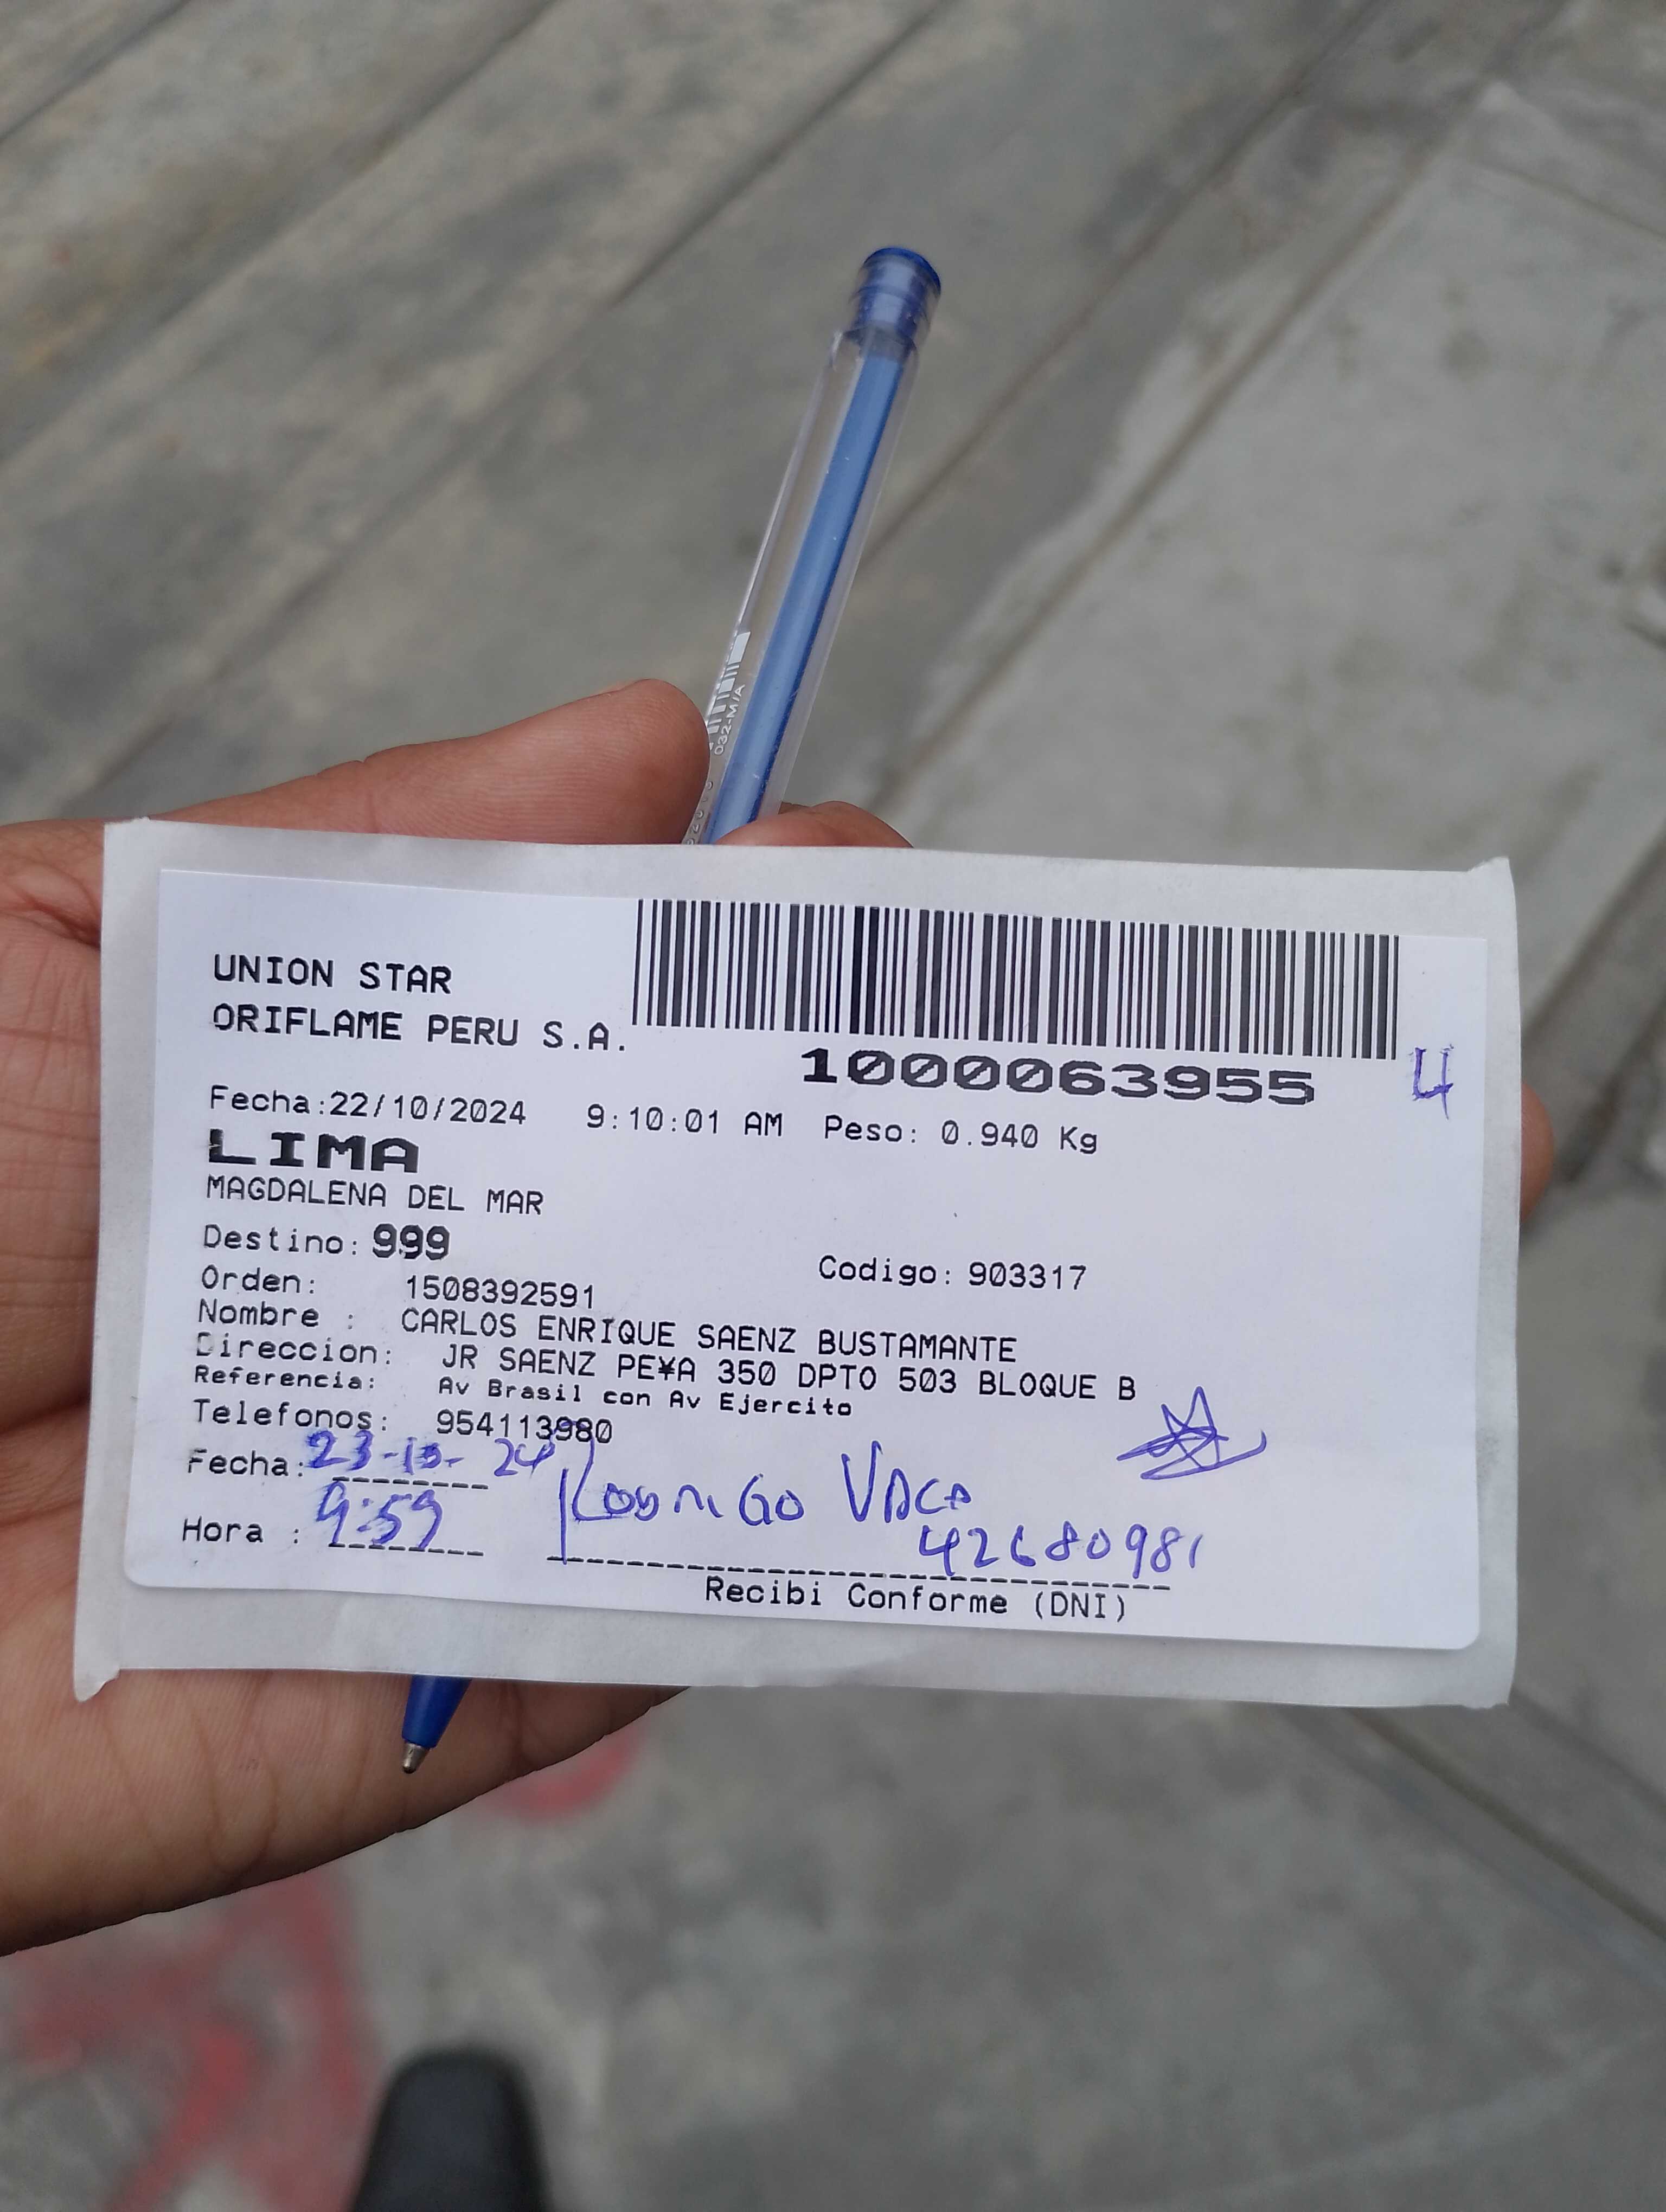 032-M/A
UNION STAR
ORIFLAME PERU S.A.
1000063955
4
Fecha:22/10/2024 9:10:01 AM Peso: 0.940 Kg
LIMA
MAGDALENA DEL MAR
Destino: 999
Codigo: 903317
Orden: 1508392591
Nombre : CARLOS ENRIQUE SAENZ BUSTAMANTE
Direccion: JR SAENZ PE¥A 350 DPTO 503 BLOQUE B
Referencia: Av Brasil con Av Ejercito
Telefonos: 954113980
Fecha: 23-10-24
Rodrigo VACA
Hora : 9:59
42680981
Recibi Conforme (DNI)